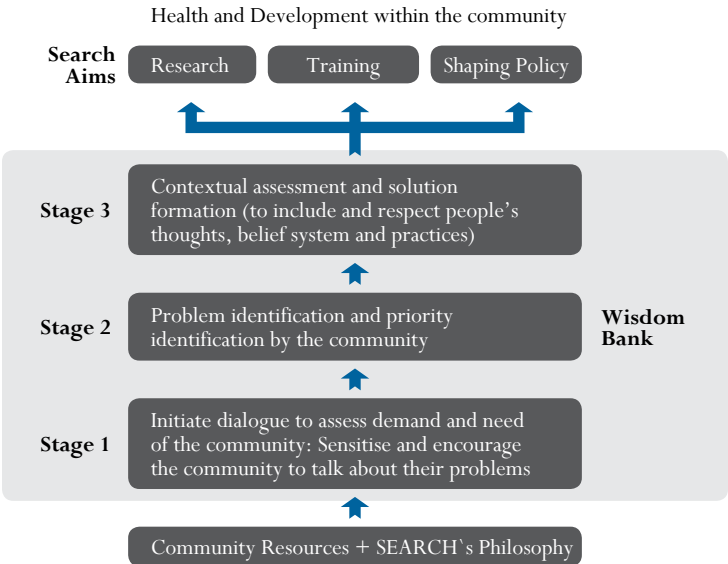 Health and Development within the community
Search
Aims
Research
Training
Shaping Policy
Stage 3
Contextual assessment and solution
formation (to include and respect people’s
thoughts, belief system and practices)
Stage 2
Problem identification and priority
identification by the community
Wisdom
Bank
Stage 1
Initiate dialogue to assess demand and need
of the community: Sensitise and encourage
the community to talk about their problems
Community Resources + SEARCH`s Philosophy